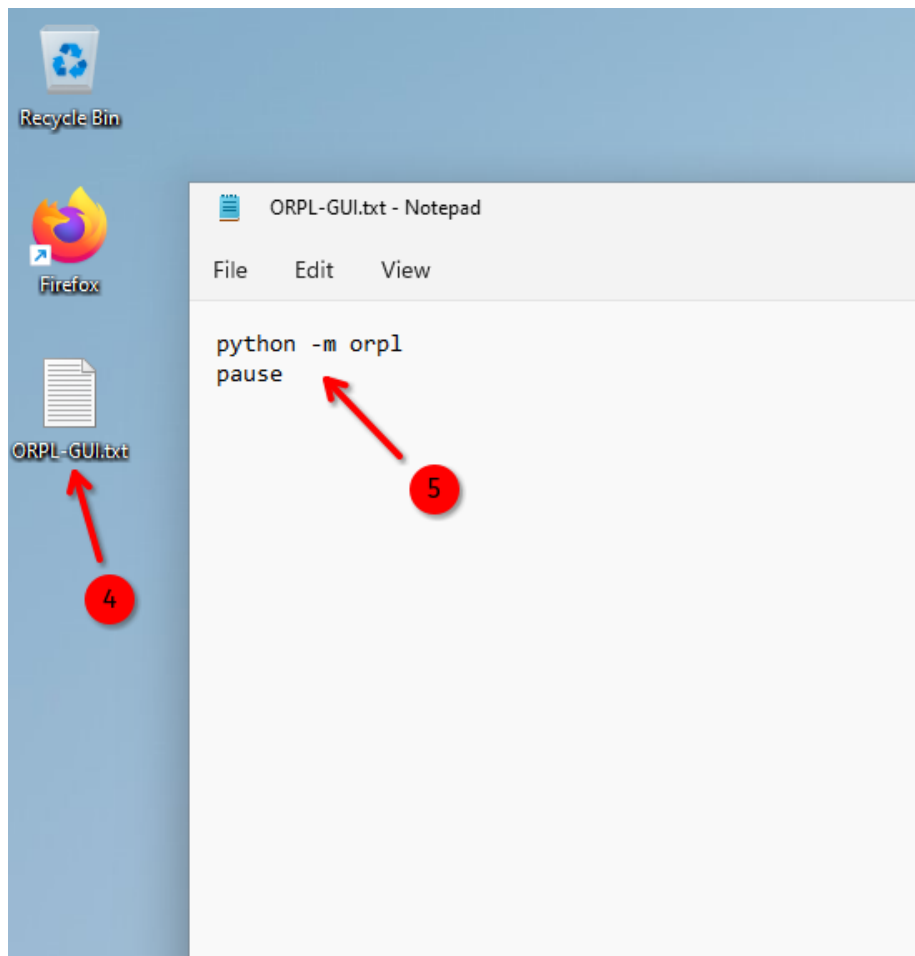 Recycle Bin
Firefox
ORPL-GUI.txt
4
ORPL-GUI.txt - Notepad
File Edit View
python -m orpl
pause
5